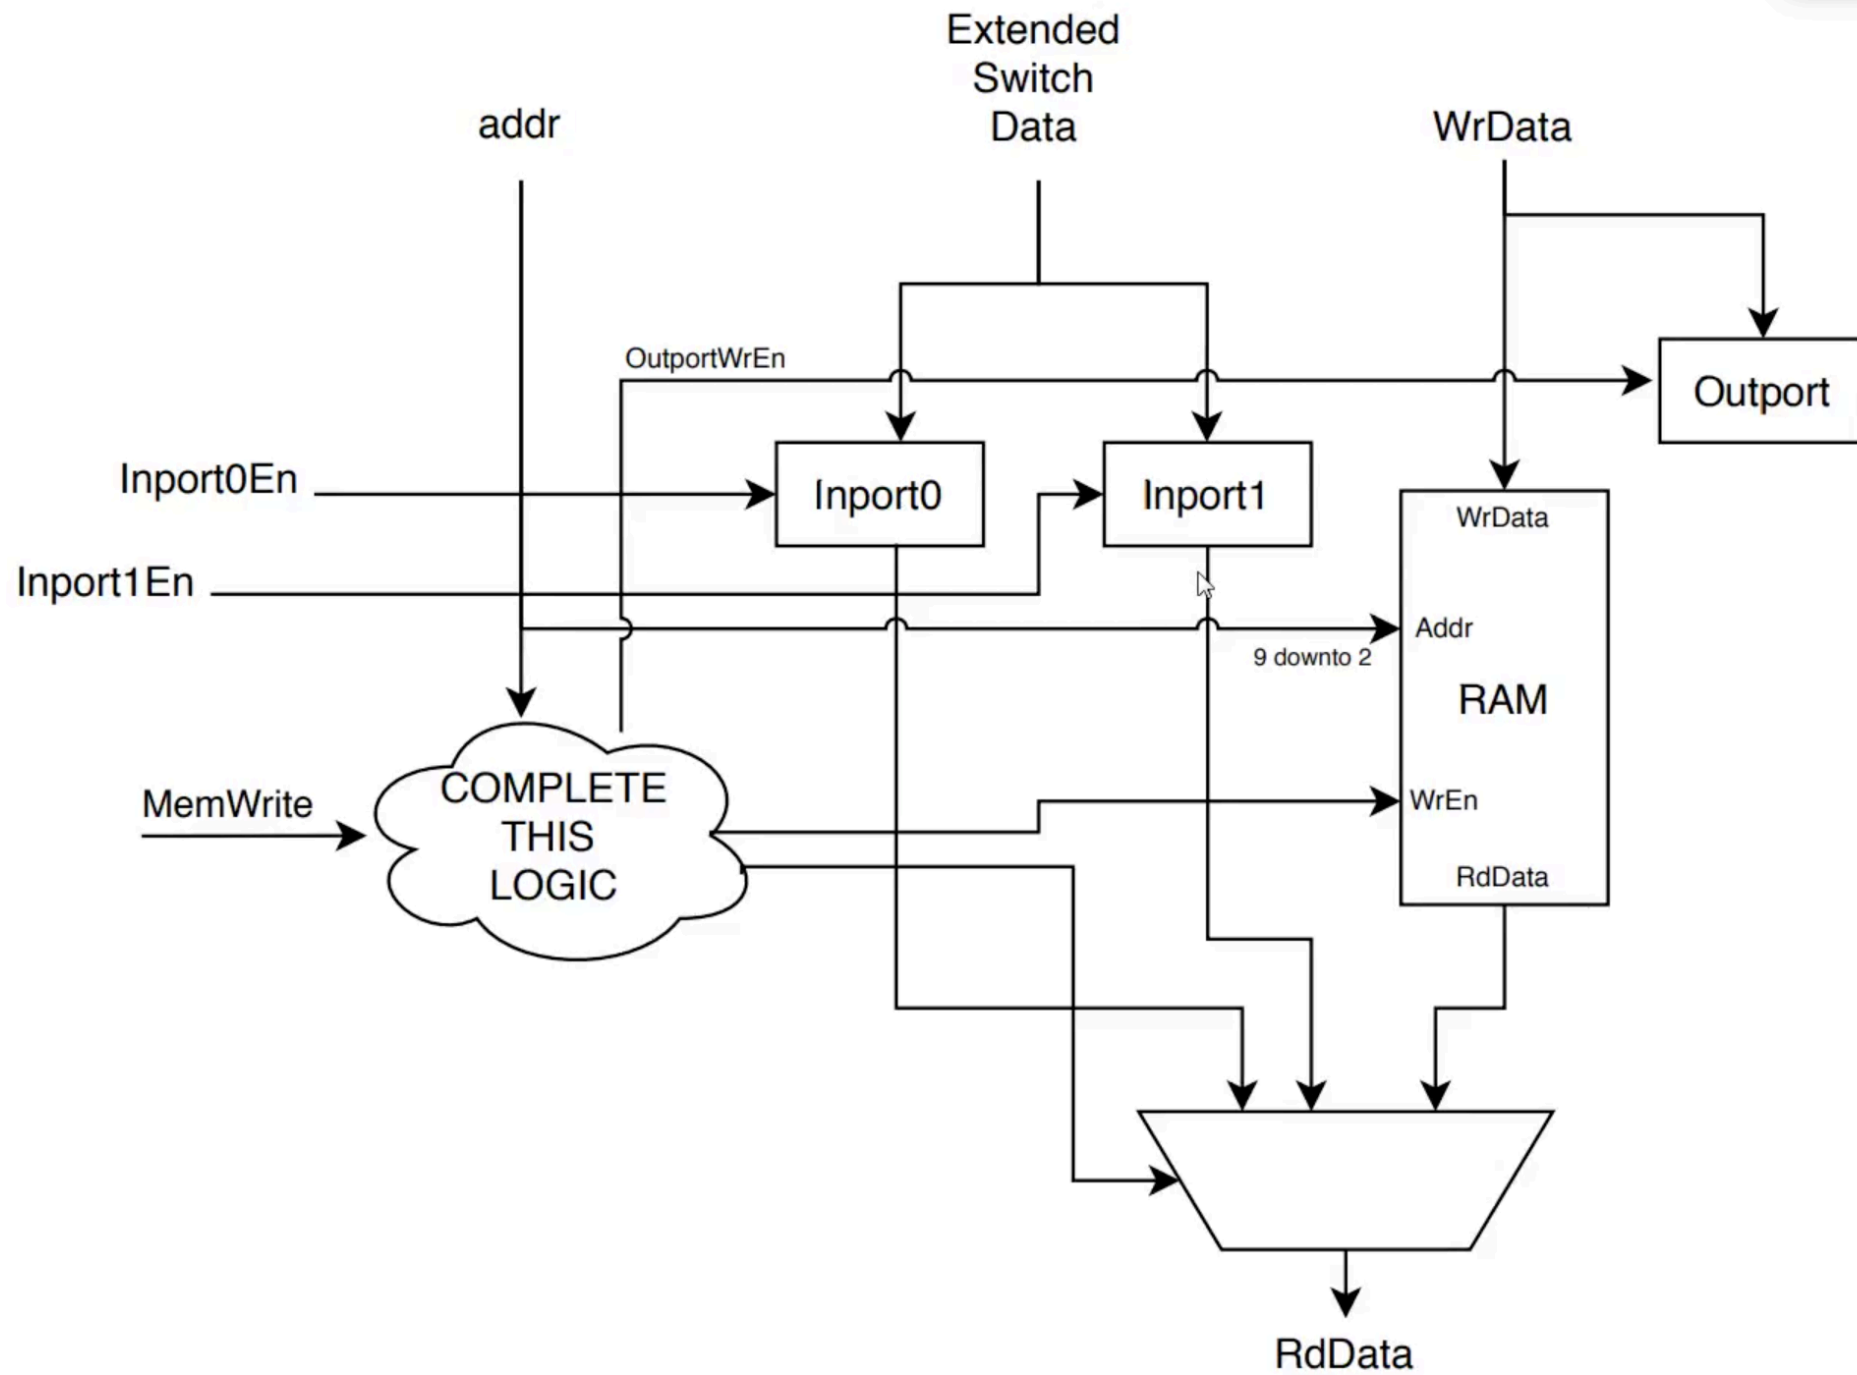 Extended
Switch
Data
addr
WrData
OutportWrEn
Outport
Inport0En
Inport0
Inport1
WrData
Inport1En
Addr
9 downto 2
RAM
MemWrite
COMPLETE
THIS
LOGIC
WrEn
RdData
RdData